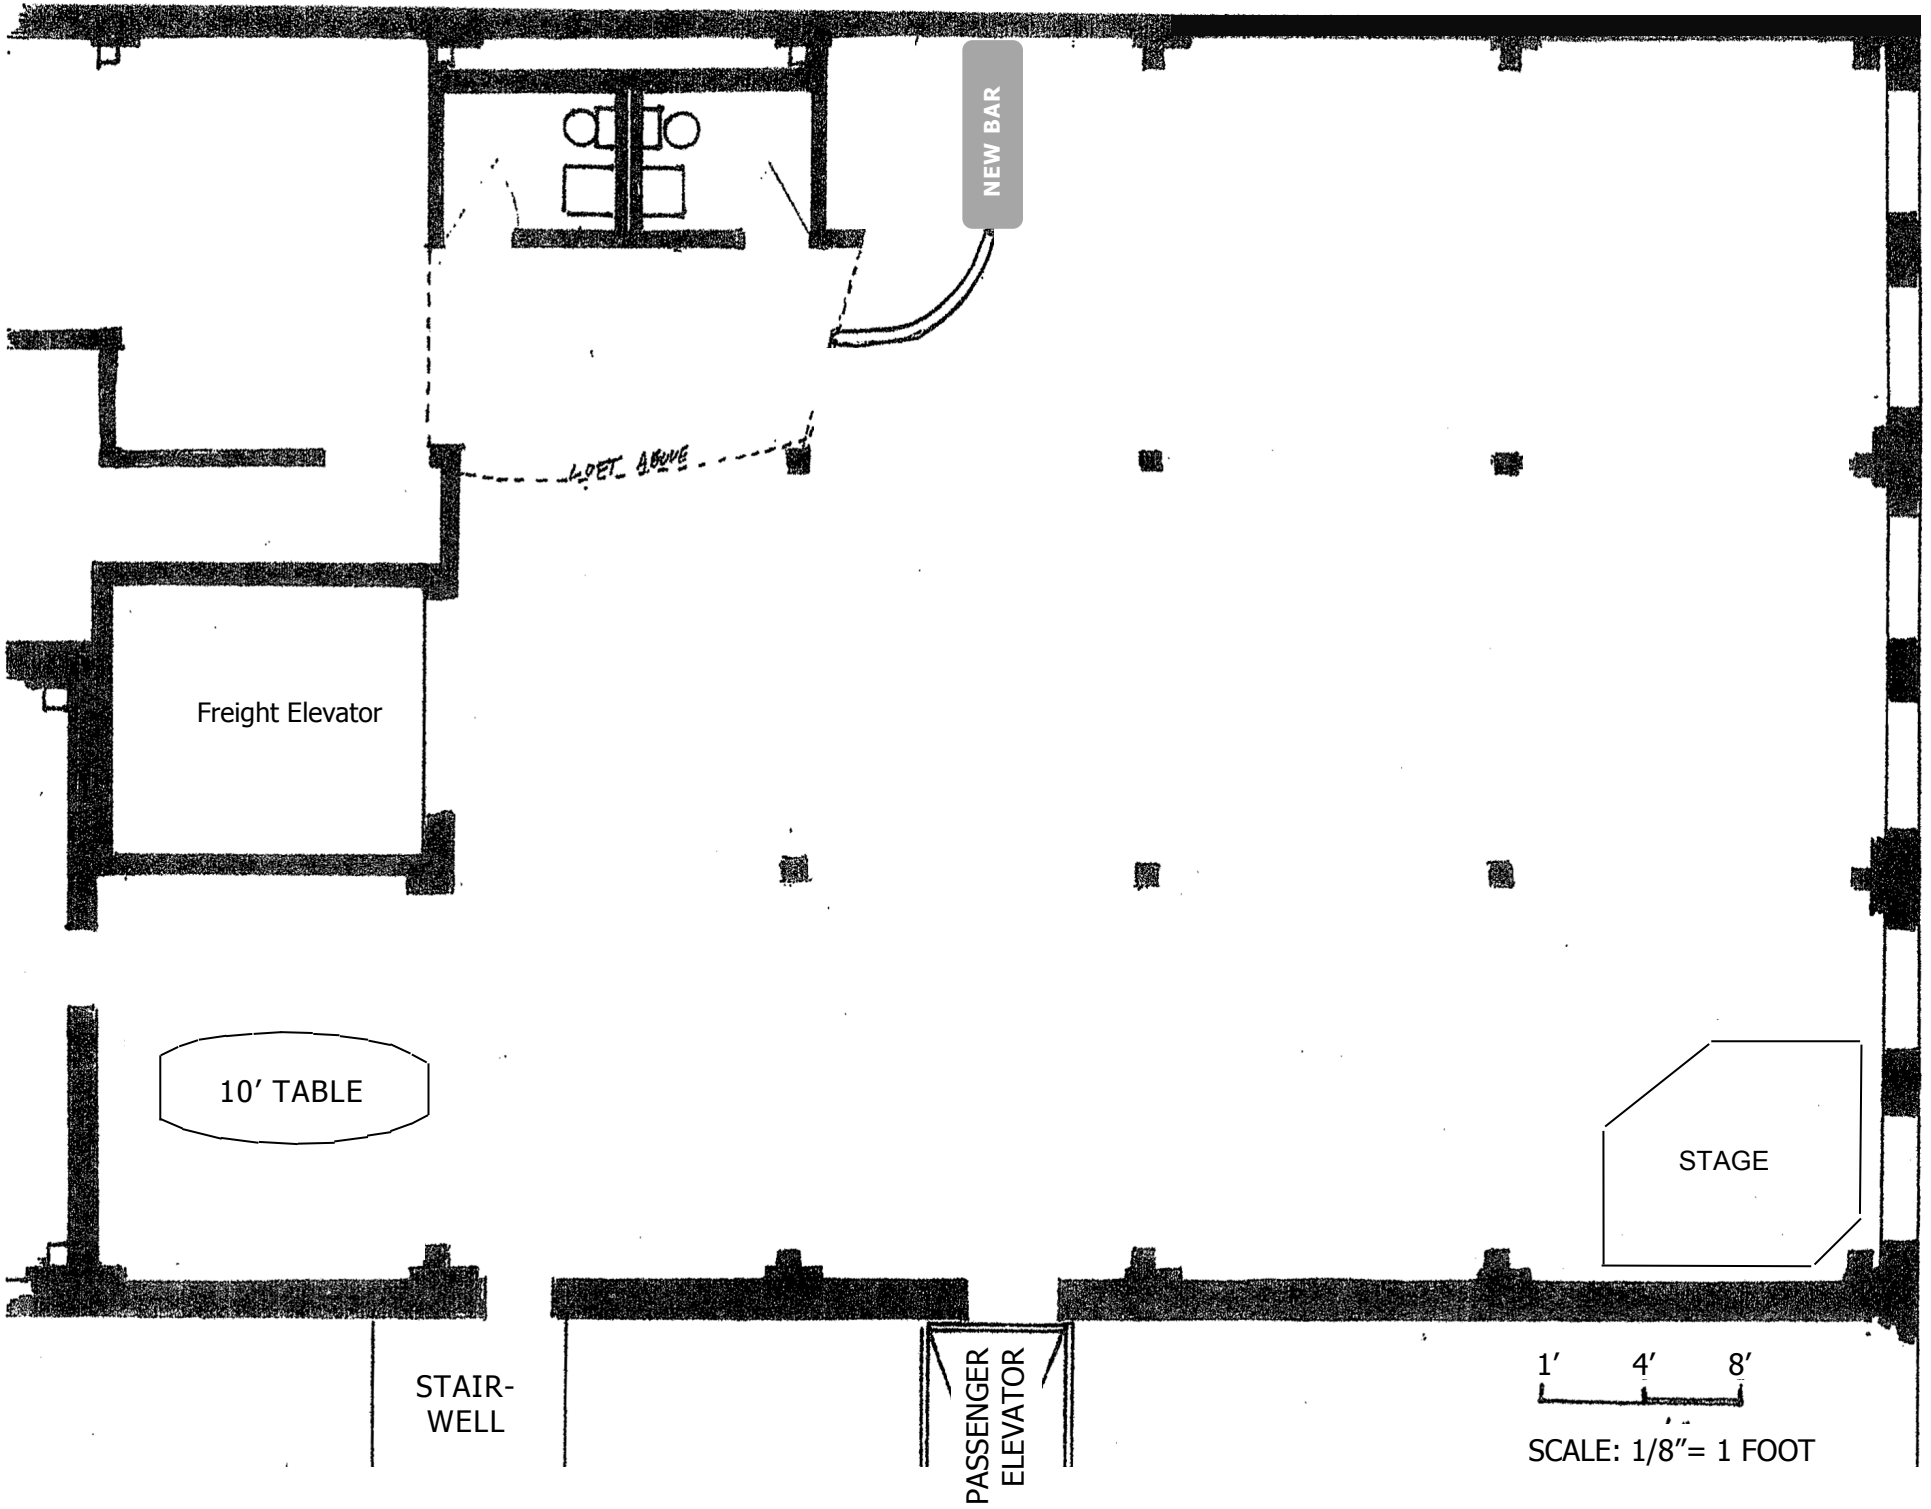 NEW BAR
LOFT ABOVE
Freight Elevator
10′ TABLE
STAGE
STAIR-
WELL
PASSENGER
ELEVATOR
1′ 4′ 8′
SCALE: 1/8″= 1 FOOT